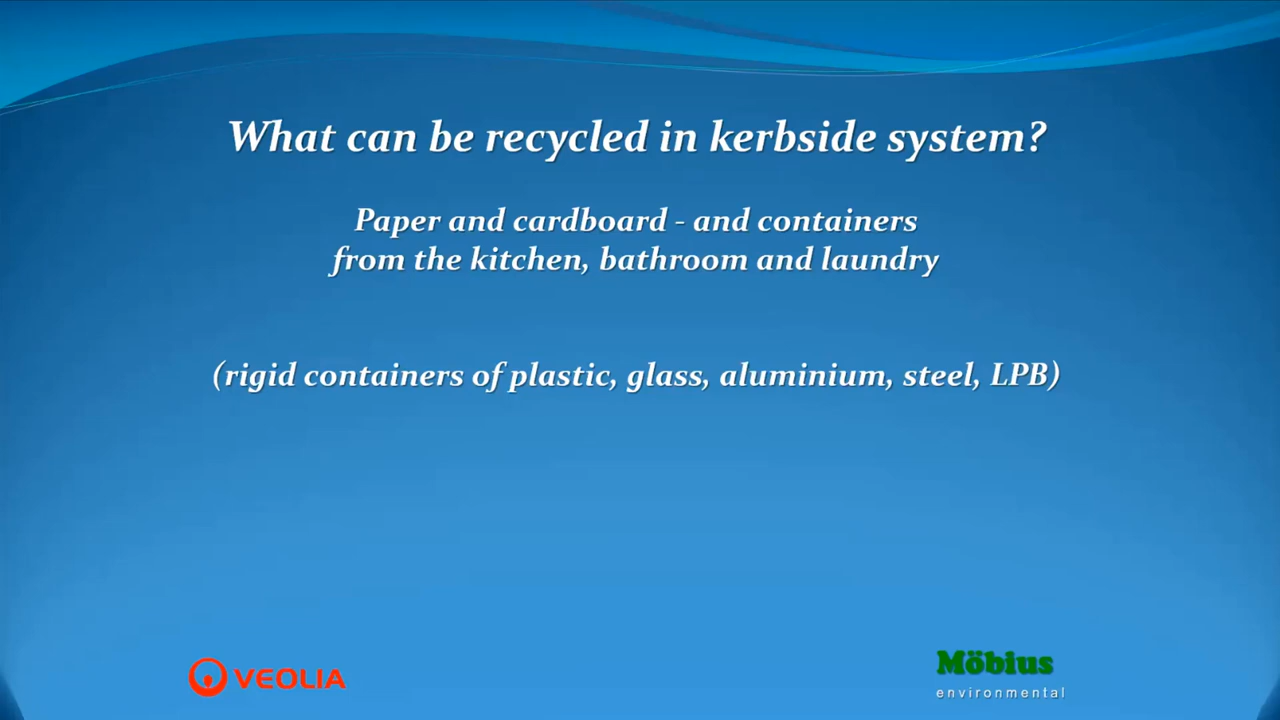 What can be recycled in kerbside system?
Paper and cardboard - and containers
from the kitchen, bathroom and laundry
(rigid containers of plastic, glass, aluminium, steel, LPB)
VEOLIA
Möbius
environmental